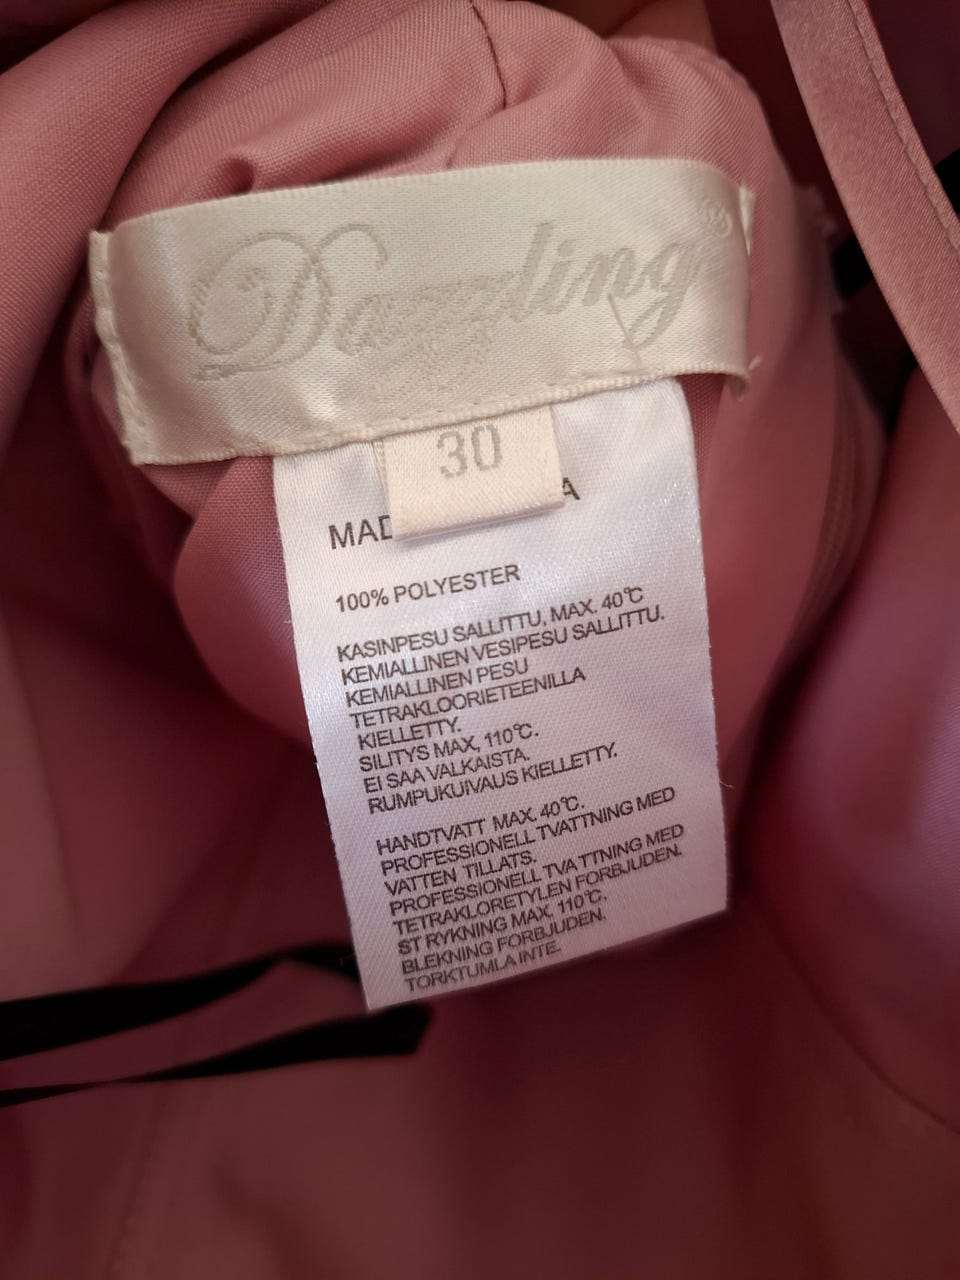 Dazzling
30
100% POLYESTER
KASINPESU SALLITTU, MAX. 40°C
KEMIALLINEN VESIPESU SALLITTU.
KEMIALLINEN PESU
TETRAKLOORIETEENILLA
KIELLETTY.
SILITYS MAX, 110°C.
EI SAA VALKAISTA.
RUMPUKUIVAUS KIELLETTY.
HANDTVATT MAX. 40°C.
PROFESSIONELL TVATTNING MED
VATTEN TILLATS.
PROFESSIONELL TVA TTNING MED
TETRAKLORETYLEN FORBJUDEN.
ST RYKNING MAX, 110°C.
BLEKNING FORBJUDEN.
TORKTUMLA INTE.